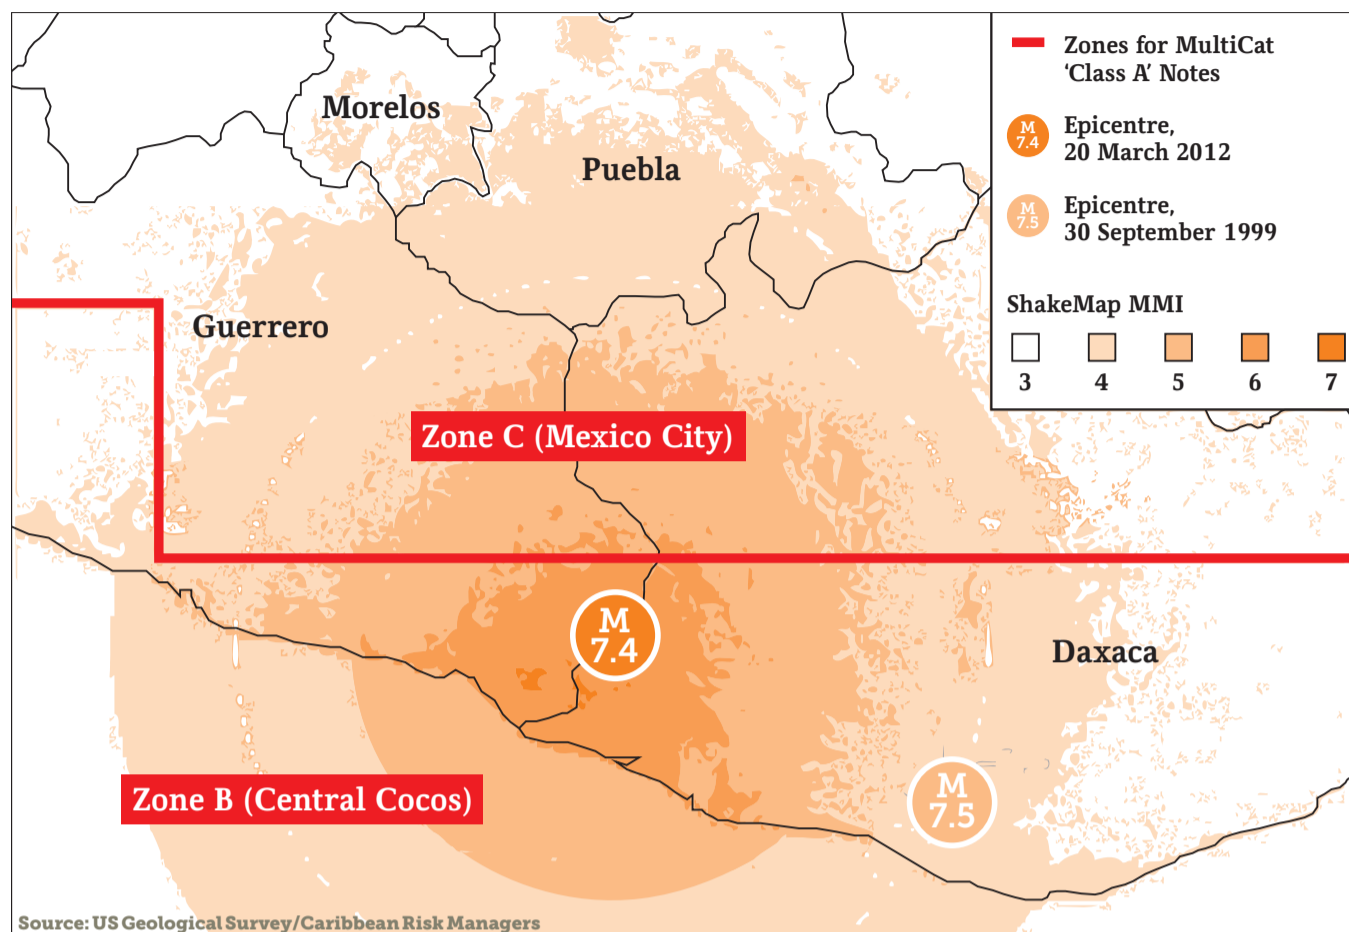 Zones for MultiCat
‘Class A’ Notes
M
7.4
Epicentre,
20 March 2012
M
7.5
Epicentre,
30 September 1999
ShakeMap MMI
3 4 5 6 7
Morelos
Puebla
Guerrero
Zone C (Mexico City)
M
7.4
Daxaca
Zone B (Central Cocos)
M
7.5
Source: US Geological Survey/Caribbean Risk Managers